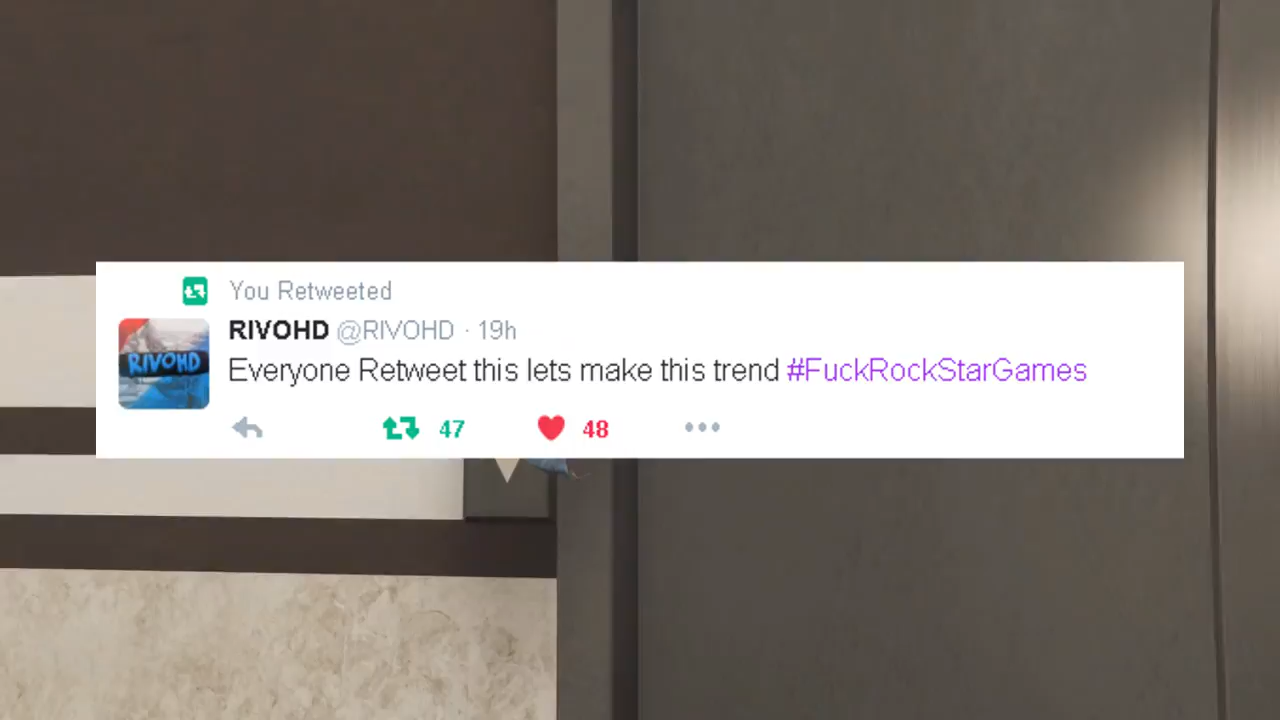 You Retweeted
RIVOHD @RIVOHD · 19h
Everyone Retweet this lets make this trend #FuckRockStarGames
RIVOHD
47 48